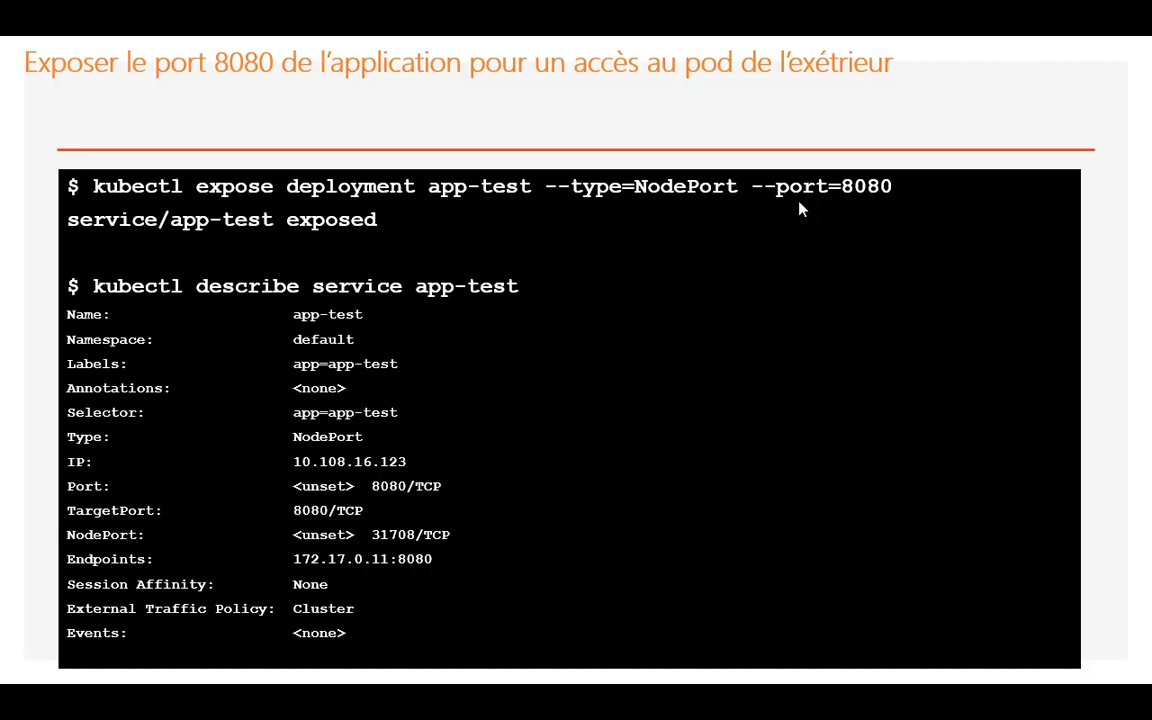 Exposer le port 8080 de l’application pour un accès au pod de l’exétrieur
$ kubectl expose deployment app-test --type=NodePort --port=8080
service/app-test exposed
$ kubectl describe service app-test
Name: app-test
Namespace: default
Labels: app=app-test
Annotations: <none>
Selector: app=app-test
Type: NodePort
IP: 10.108.16.123
Port: <unset> 8080/TCP
TargetPort: 8080/TCP
NodePort: <unset> 31708/TCP
Endpoints: 172.17.0.11:8080
Session Affinity: None
External Traffic Policy: Cluster
Events: <none>